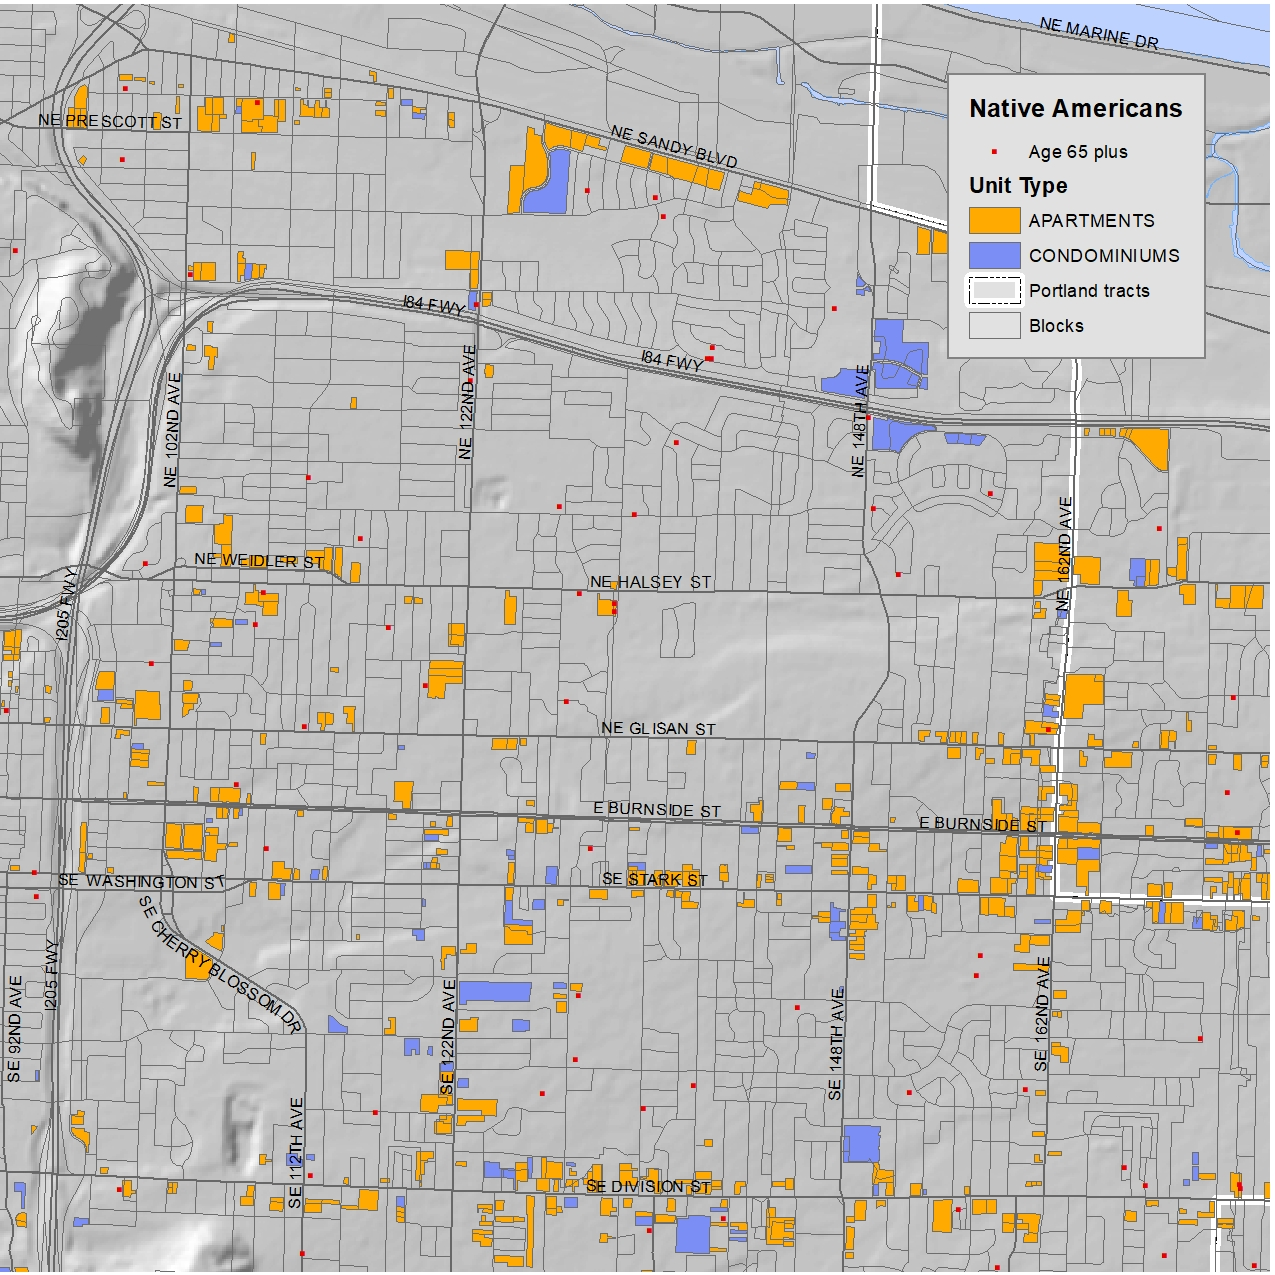 NE MARINE DR
Native Americans
Age 65 plus
Unit Type
APARTMENTS
CONDOMINIUMS
Portland tracts
Blocks
NE PRESCOTT ST
NE SANDY BLVD
I84 FWY
I84 FWY
NE 102ND AVE
NE 122ND AVE
NE 148TH AVE
NE 162ND AVE
NE WEIDLER ST
NE HALSEY ST
I205 FWY
NE GLISAN ST
E BURNSIDE ST
E BURNSIDE ST
SE WASHINGTON ST
SE STARK ST
SE CHERRY BLOSSOM DR
SE 92ND AVE
I205 FWY
SE 122ND AVE
SE 148TH AVE
SE 162ND AVE
SE 112TH AVE
SE DIVISION ST